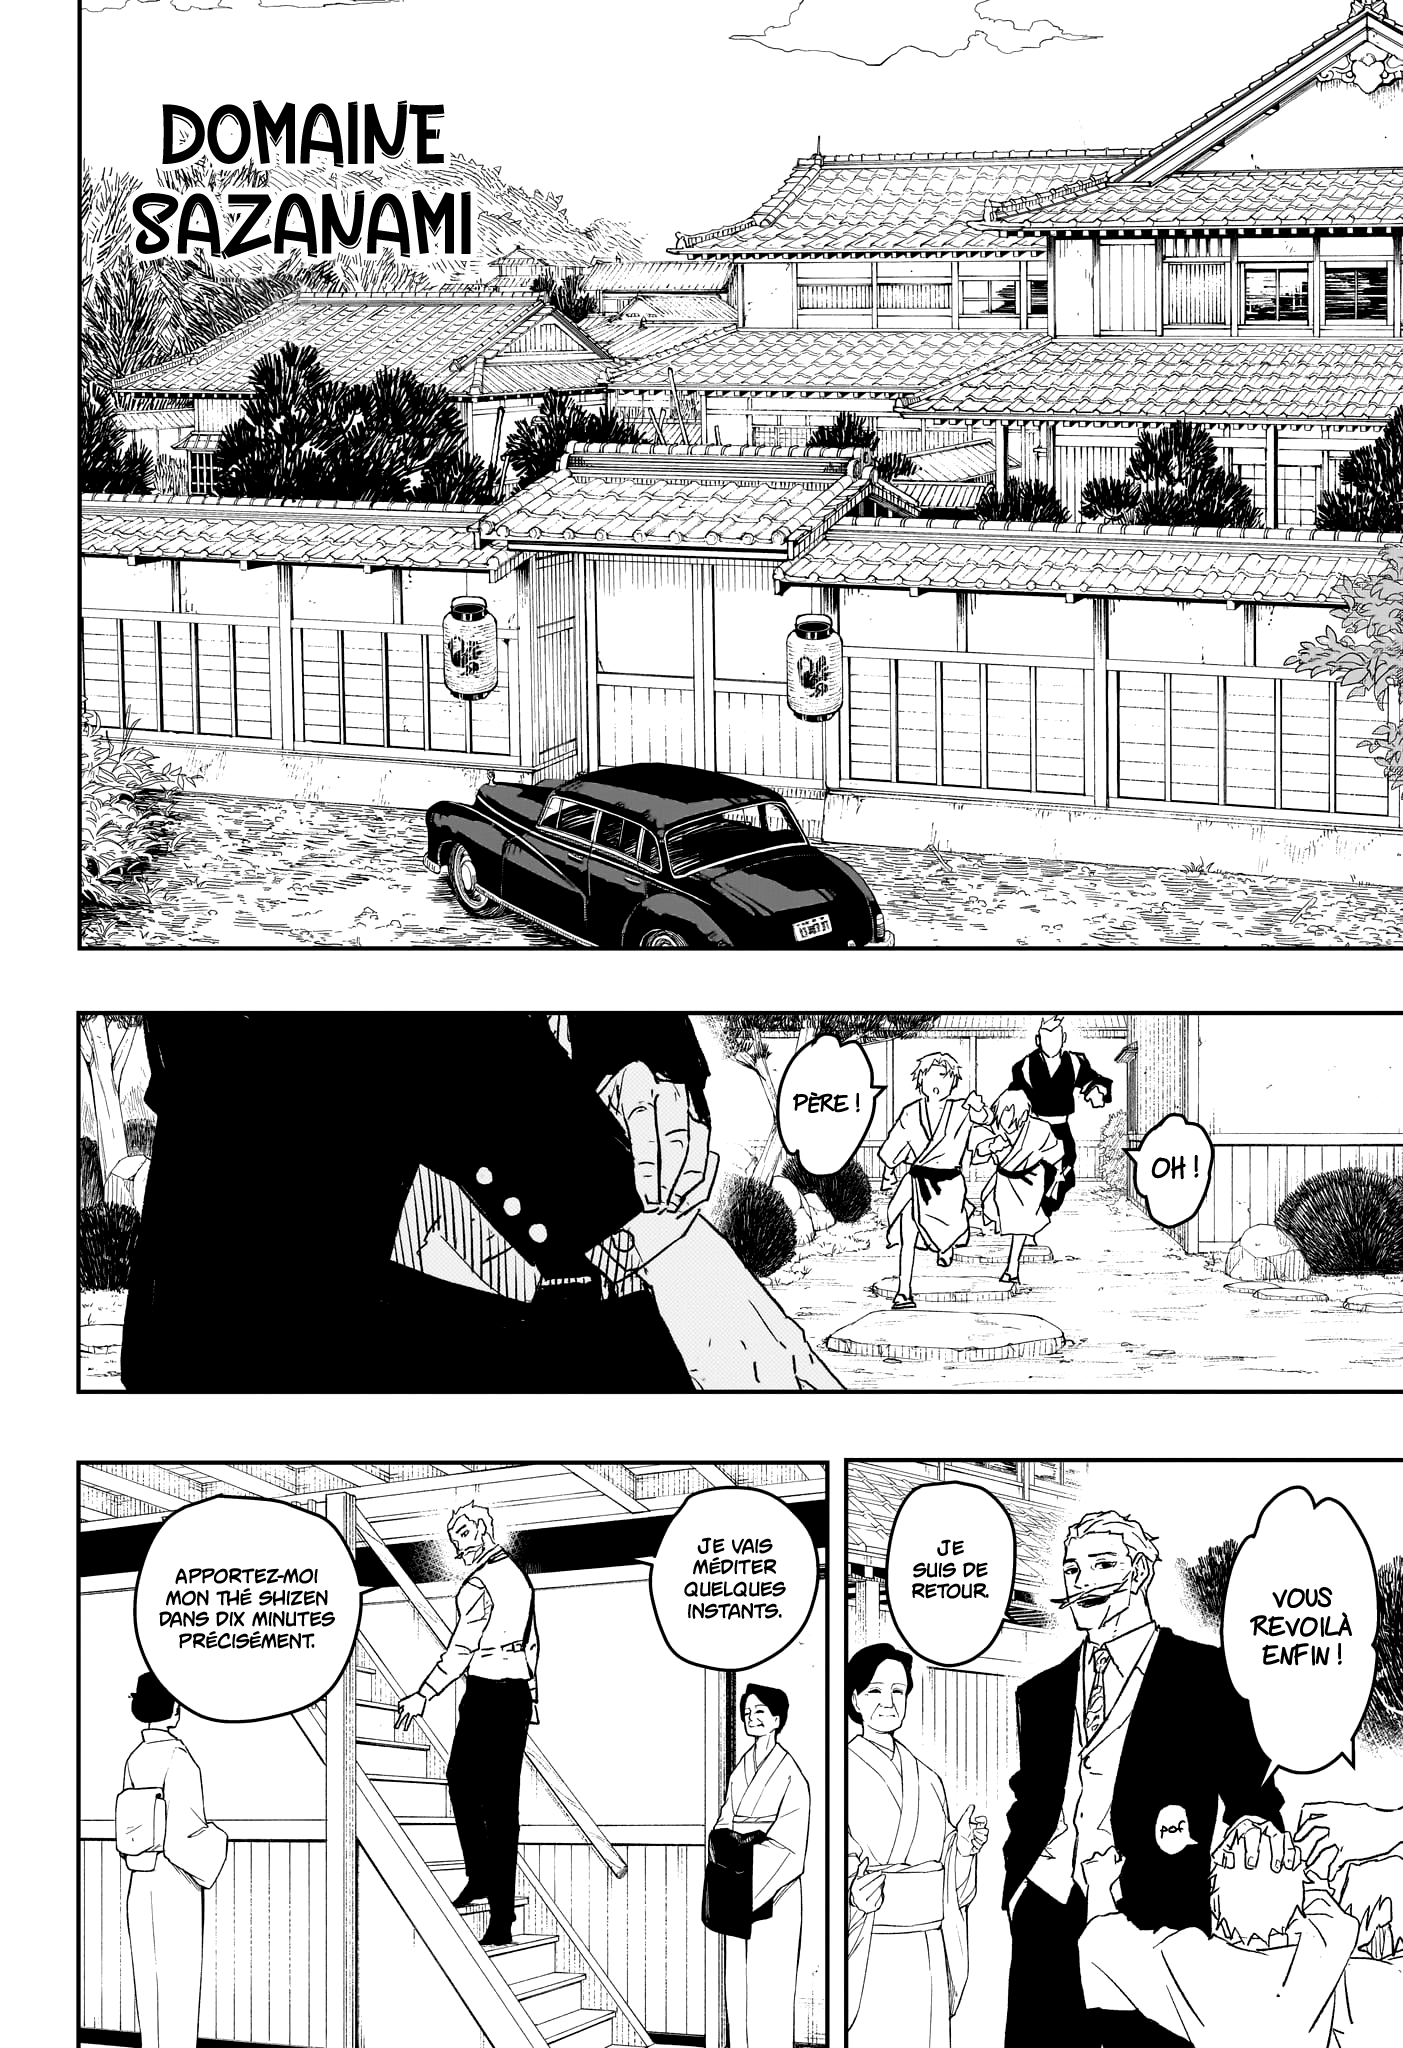 DOMAINE
SAZANAMI
OH !
PÈRE !
VOUS
REVOILÀ
ENFIN !
JE
SUIS DE
RETOUR.
pof
JE VAIS
MÉDITER
QUELQUES
INSTANTS.
APPORTEZ-MOI
MON THÉ SHIZEN
DANS DIX MINUTES
PRÉCISÉMENT.